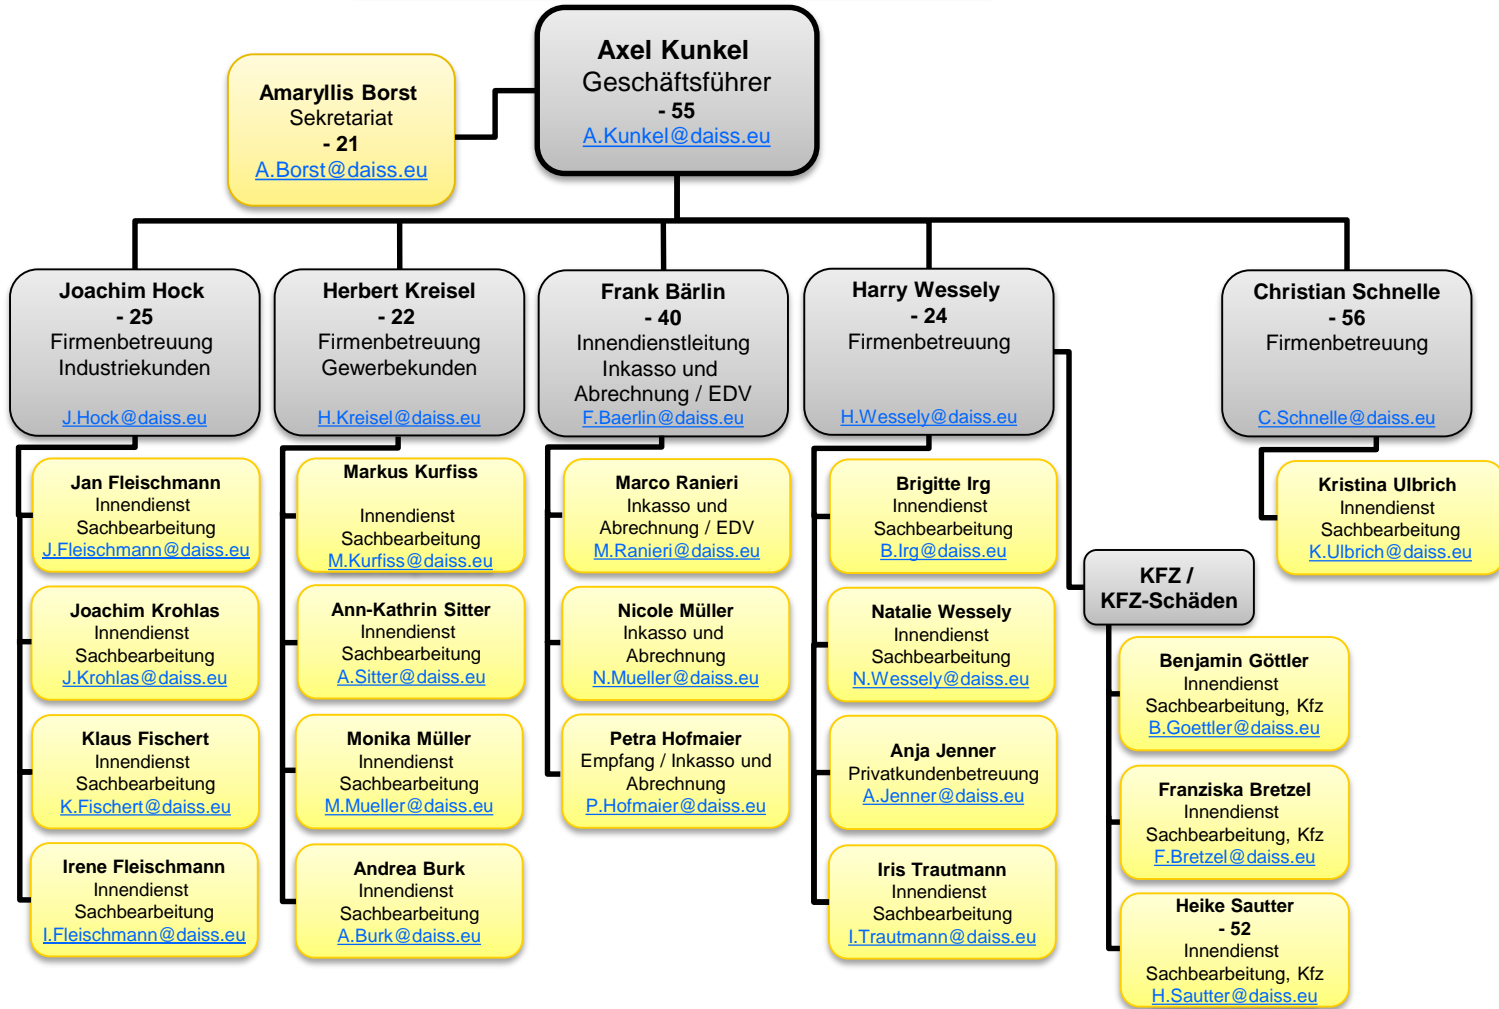 Axel Kunkel
Geschäftsführer
- 55
A.Kunkel@daiss.eu
Amaryllis Borst
Sekretariat
- 21
A.Borst@daiss.eu
Joachim Hock
- 25
Firmenbetreuung
Industriekunden
J.Hock@daiss.eu
Jan Fleischmann
Innendienst
Sachbearbeitung
J.Fleischmann@daiss.eu
Joachim Krohlas
Innendienst
Sachbearbeitung
J.Krohlas@daiss.eu
Klaus Fischert
Innendienst
Sachbearbeitung
K.Fischert@daiss.eu
Irene Fleischmann
Innendienst
Sachbearbeitung
I.Fleischmann@daiss.eu
Herbert Kreisel
- 22
Firmenbetreuung
Gewerbekunden
H.Kreisel@daiss.eu
Markus Kurfiss
Innendienst
Sachbearbeitung
M.Kurfiss@daiss.eu
Ann-Kathrin Sitter
Innendienst
Sachbearbeitung
A.Sitter@daiss.eu
Monika Müller
Innendienst
Sachbearbeitung
M.Mueller@daiss.eu
Andrea Burk
Innendienst
Sachbearbeitung
A.Burk@daiss.eu
Frank Bärlin
- 40
Innendienstleitung
Inkasso und
Abrechnung / EDV
F.Baerlin@daiss.eu
Marco Ranieri
Inkasso und
Abrechnung / EDV
M.Ranieri@daiss.eu
Nicole Müller
Inkasso und
Abrechnung
N.Mueller@daiss.eu
Petra Hofmaier
Empfang / Inkasso und
Abrechnung
P.Hofmaier@daiss.eu
Harry Wessely
- 24
Firmenbetreuung
H.Wessely@daiss.eu
Brigitte Irg
Innendienst
Sachbearbeitung
B.Irg@daiss.eu
Natalie Wessely
Innendienst
Sachbearbeitung
N.Wessely@daiss.eu
Anja Jenner
Privatkundenbetreuung
A.Jenner@daiss.eu
Iris Trautmann
Innendienst
Sachbearbeitung
I.Trautmann@daiss.eu
KFZ /
KFZ-Schäden
Benjamin Göttler
Innendienst
Sachbearbeitung, Kfz
B.Goettler@daiss.eu
Franziska Bretzel
Innendienst
Sachbearbeitung, Kfz
F.Bretzel@daiss.eu
Heike Sautter
- 52
Innendienst
Sachbearbeitung, Kfz
H.Sautter@daiss.eu
Christian Schnelle
- 56
Firmenbetreuung
C.Schnelle@daiss.eu
Kristina Ulbrich
Innendienst
Sachbearbeitung
K.Ulbrich@daiss.eu